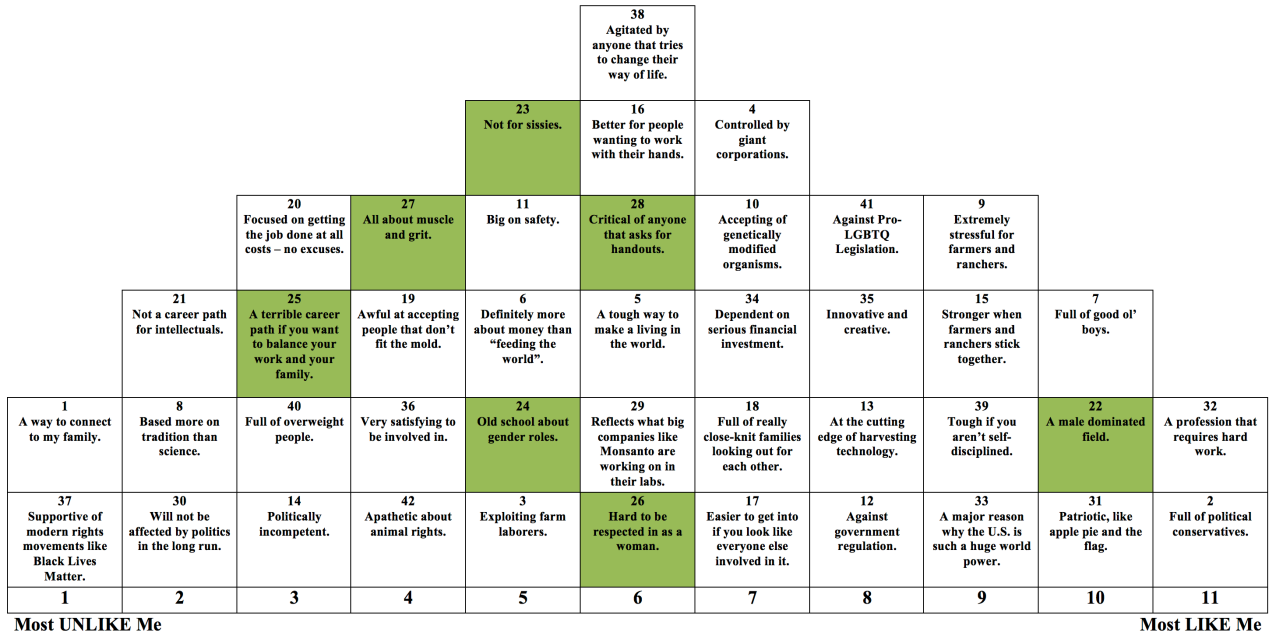 38
Agitated by
anyone that tries
to change their
way of life.
23
Not for sissies.
16
Better for people
wanting to work
with their hands.
4
Controlled by
giant
corporations.
20
Focused on getting
the job done at all
costs – no excuses.
27
All about muscle
and grit.
11
Big on safety.
28
Critical of anyone
that asks for
handouts.
10
Accepting of
genetically
modified
organisms.
41
Against Pro-
LGBTQ
Legislation.
9
Extremely
stressful for
farmers and
ranchers.
21
Not a career path
for intellectuals.
25
A terrible career
path if you want
to balance your
work and your
family.
19
Awful at accepting
people that don’t
fit the mold.
6
Definitely more
about money than
“feeding the
world”.
5
A tough way to
make a living in
the world.
34
Dependent on
serious financial
investment.
35
Innovative and
creative.
15
Stronger when
farmers and
ranchers stick
together.
7
Full of good ol’
boys.
1
A way to connect
to my family.
8
Based more on
tradition than
science.
40
Full of overweight
people.
36
Very satisfying to
be involved in.
24
Old school about
gender roles.
29
Reflects what big
companies like
Monsanto are
working on in
their labs.
18
Full of really
close-knit families
looking out for
each other.
13
At the cutting
edge of harvesting
technology.
39
Tough if you
aren’t self-
disciplined.
22
A male dominated
field.
32
A profession that
requires hard
work.
37
Supportive of
modern rights
movements like
Black Lives
Matter.
30
Will not be
affected by politics
in the long run.
14
Politically
incompetent.
42
Apathetic about
animal rights.
3
Exploiting farm
laborers.
26
Hard to be
respected in as a
woman.
17
Easier to get into
if you look like
everyone else
involved in it.
12
Against
government
regulation.
33
A major reason
why the U.S. is
such a huge world
power.
31
Patriotic, like
apple pie and the
flag.
2
Full of political
conservatives.
1 2 3 4 5 6 7 8 9 10 11
Most UNLIKE Me
Most LIKE Me